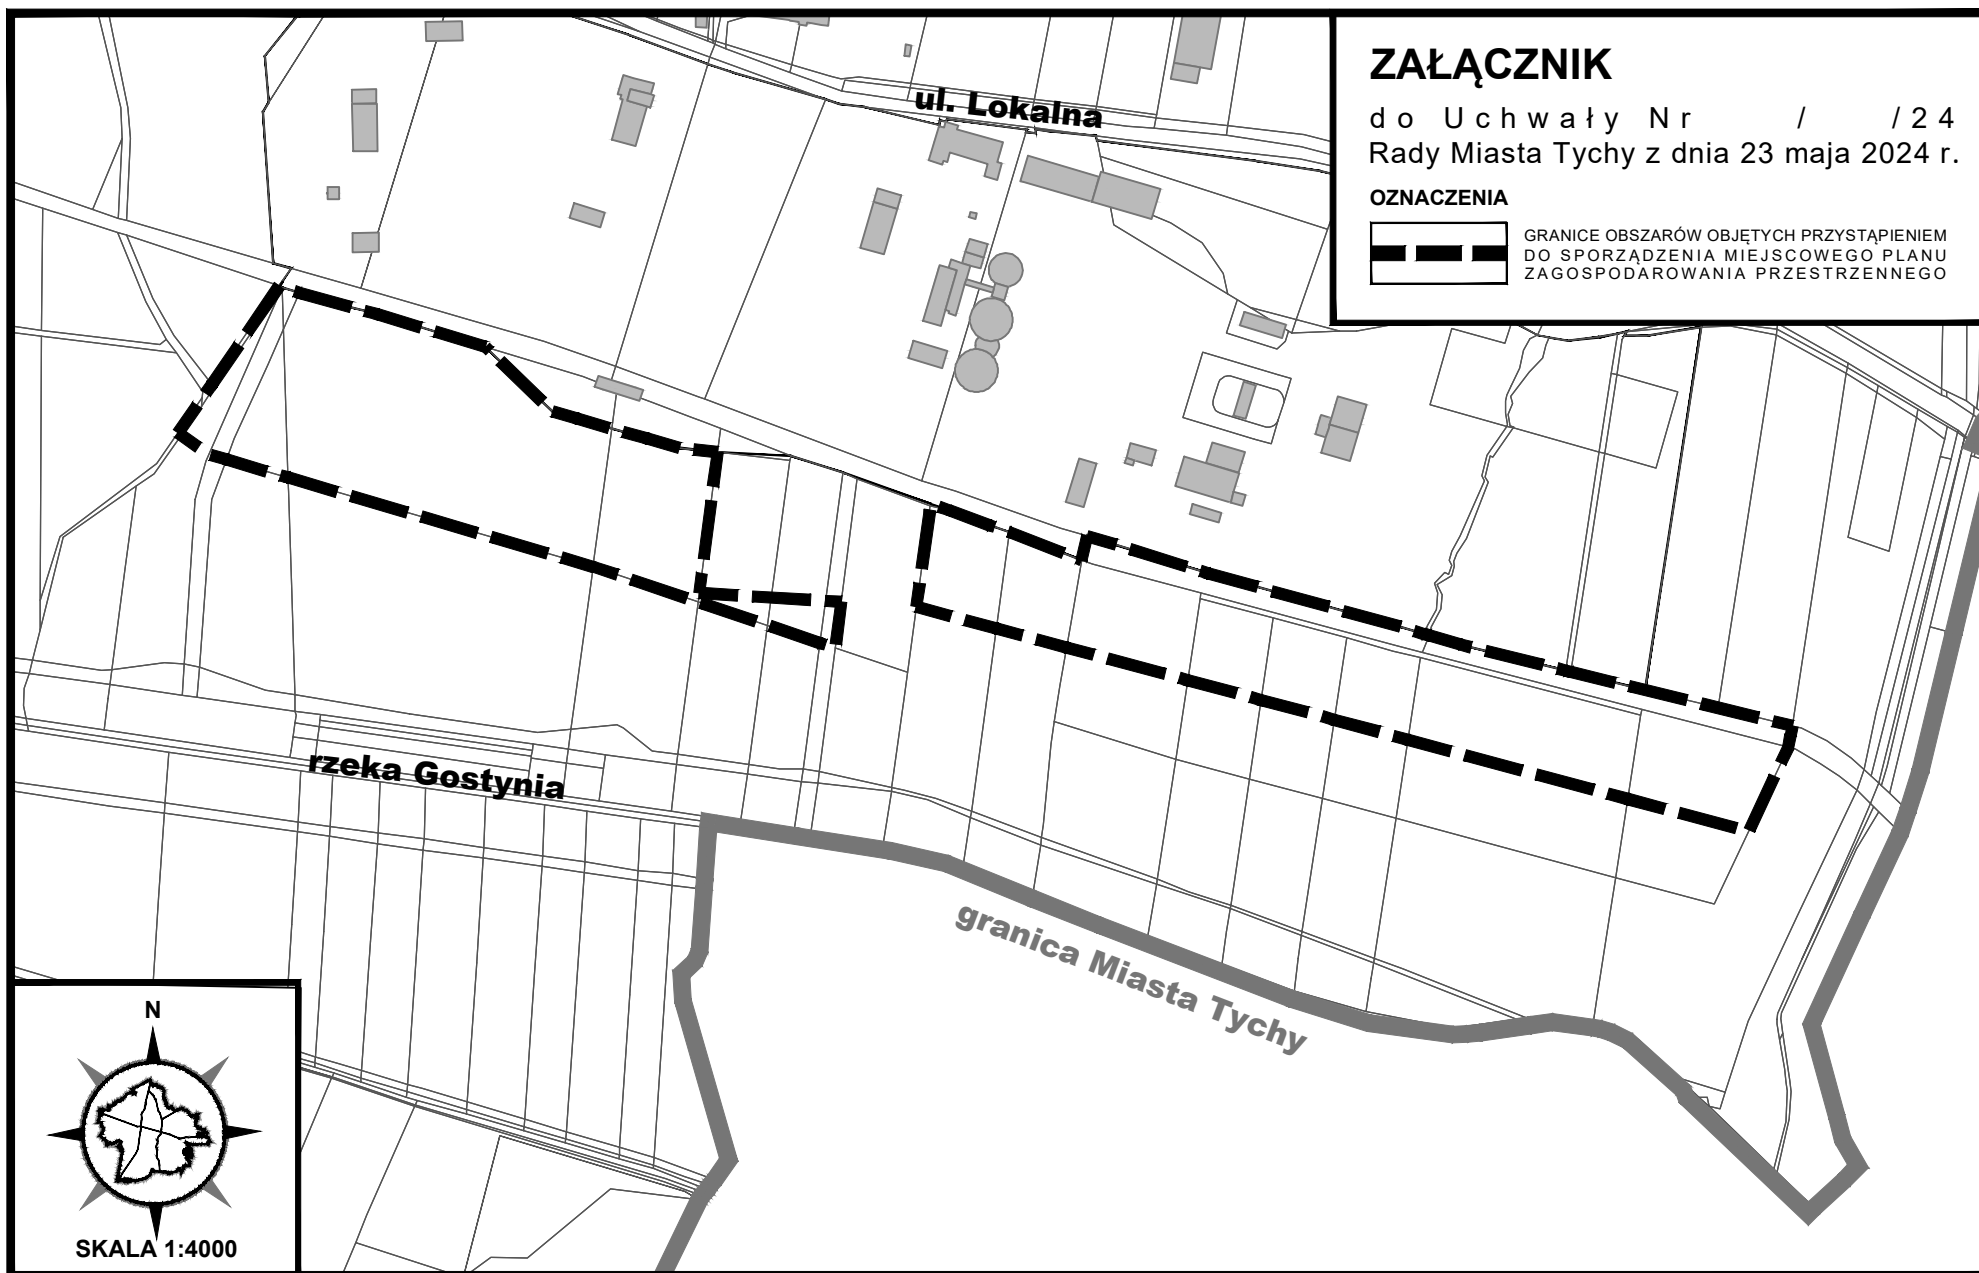 ZAŁĄCZNIK
do Uchwały Nr / /24
Rady Miasta Tychy z dnia 23 maja 2024 r.
OZNACZENIA
GRANICE OBSZARÓW OBJĘTYCH PRZYSTĄPIENIEM
DO SPORZĄDZENIA MIEJSCOWEGO PLANU
ZAGOSPODAROWANIA PRZESTRZENNEGO
ul. Lokalna
rzeka Gostynia
granica Miasta Tychy
N
SKALA 1:4000